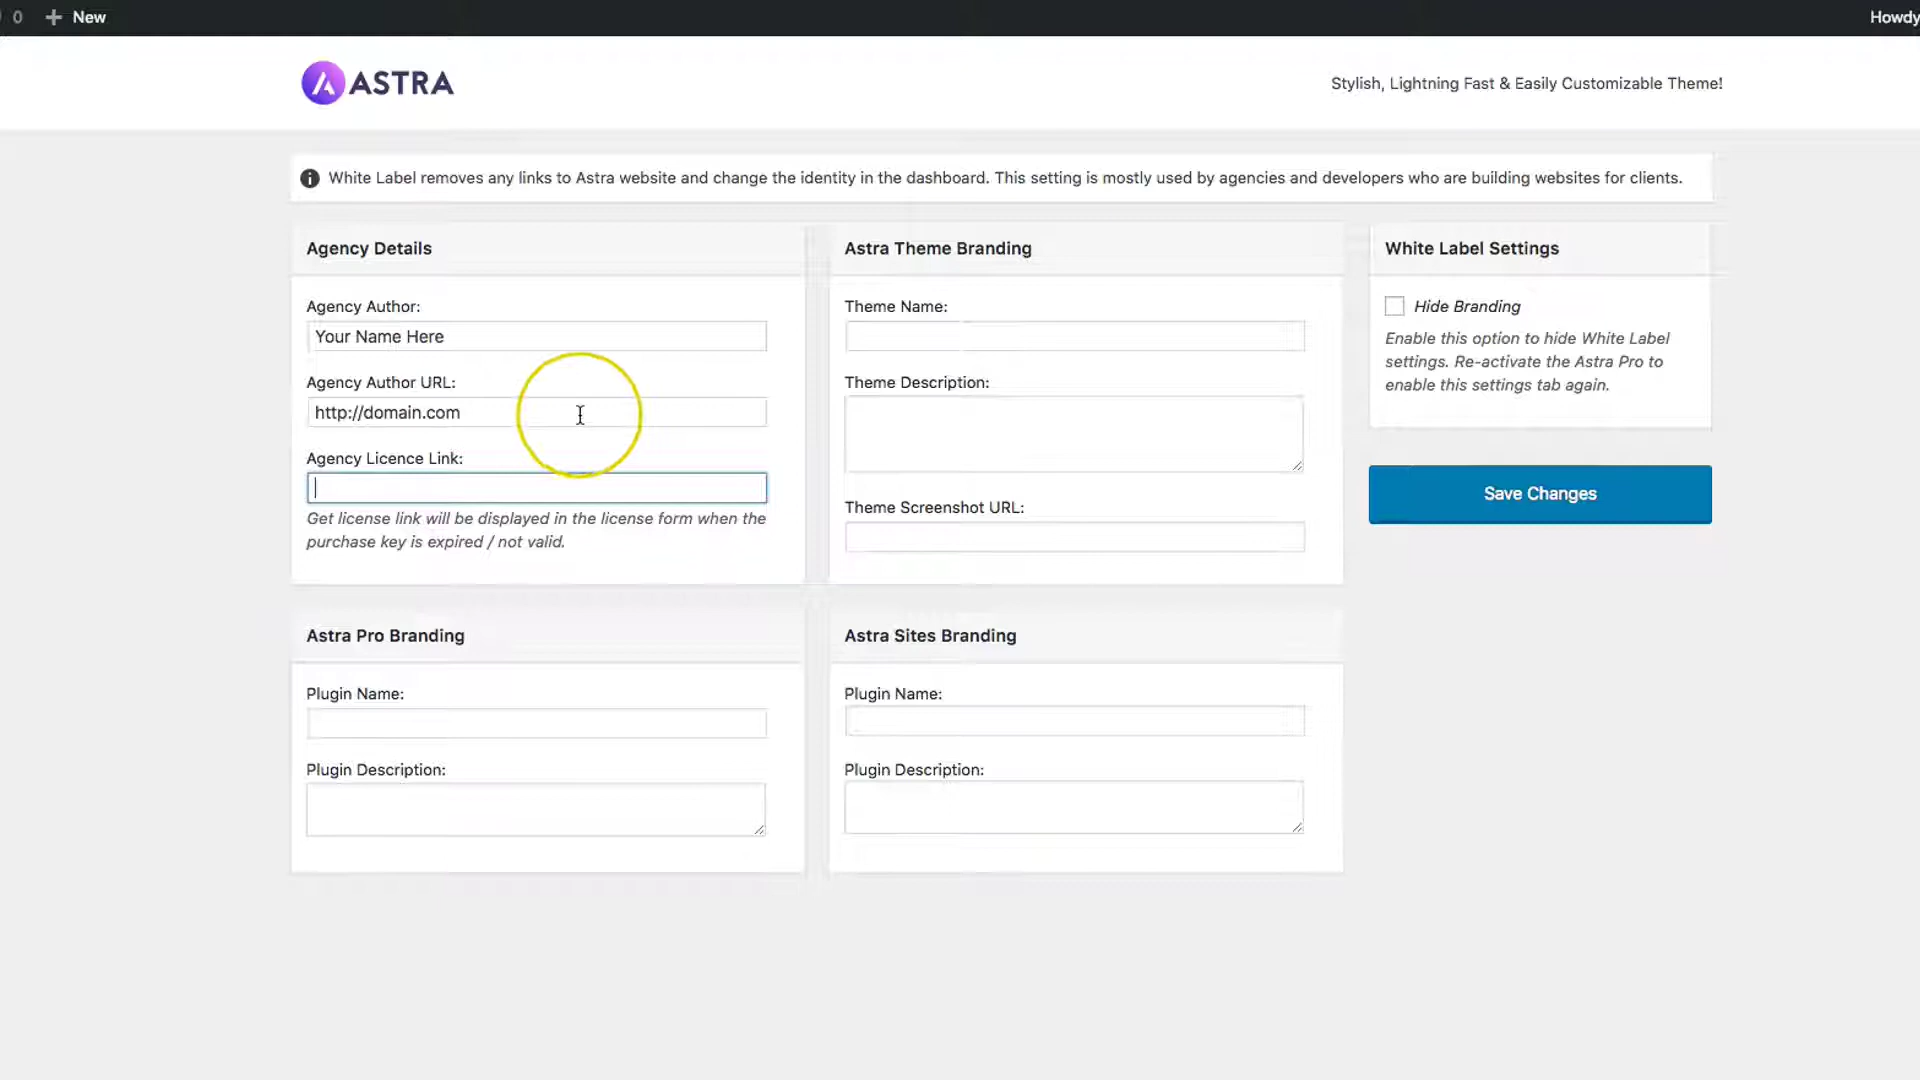 0 New
Howdy
ASTRA
Stylish, Lightning Fast & Easily Customizable Theme!
White Label removes any links to Astra website and change the identity in the dashboard. This setting is mostly used by agencies and developers who are building websites for clients.
Agency Details
Agency Author:
Your Name Here
Agency Author URL:
http://domain.com
Agency Licence Link:
Get license link will be displayed in the license form when the
purchase key is expired / not valid.
Astra Theme Branding
Theme Name:
Theme Description:
Theme Screenshot URL:
White Label Settings
Hide Branding
Enable this option to hide White Label
settings. Re-activate the Astra Pro to
enable this settings tab again.
Save Changes
Astra Pro Branding
Plugin Name:
Plugin Description:
Astra Sites Branding
Plugin Name:
Plugin Description: